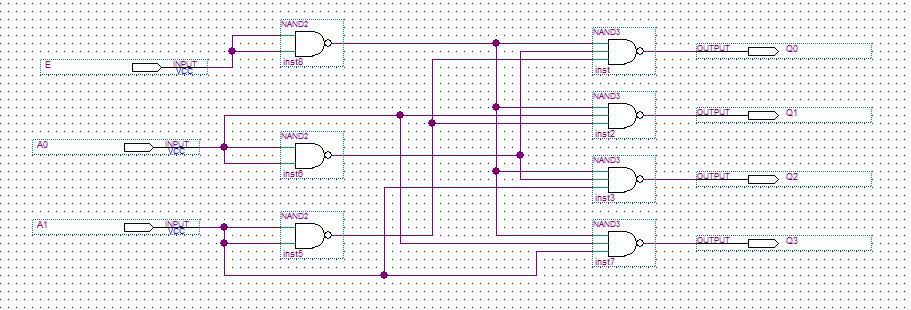 NAND2
inst8
E
INPUT
VCC
NAND3
inst
OUTPUT
Q0
NAND3
inst2
OUTPUT
Q1
A0
INPUT
VCC
NAND2
inst6
NAND3
inst3
OUTPUT
Q2
A1
INPUT
VCC
NAND2
inst5
NAND3
inst7
OUTPUT
Q3